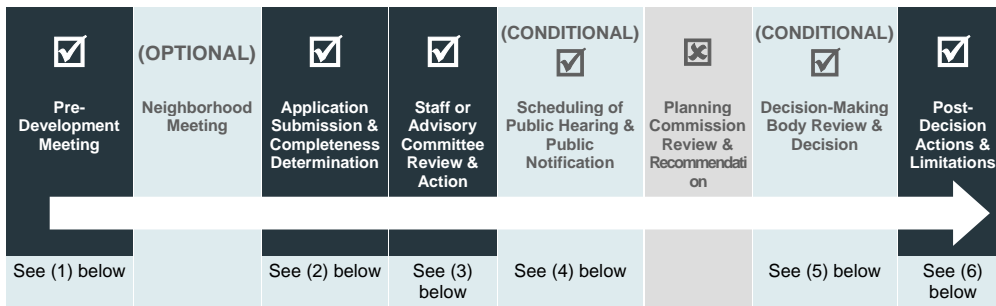 Pre-
Development
Meeting
See (1) below
(OPTIONAL)
Neighborhood
Meeting
Application
Submission &
Completeness
Determination
See (2) below
Staff or
Advisory
Committee
Review &
Action
See (3)
below
(CONDITIONAL)
Scheduling of
Public Hearing &
Public
Notification
See (4) below
Planning
Commission
Review &
Recommendati
on
(CONDITIONAL)
Decision-Making
Body Review &
Decision
See (5) below
Post-
Decision
Actions &
Limitations
See (6)
below